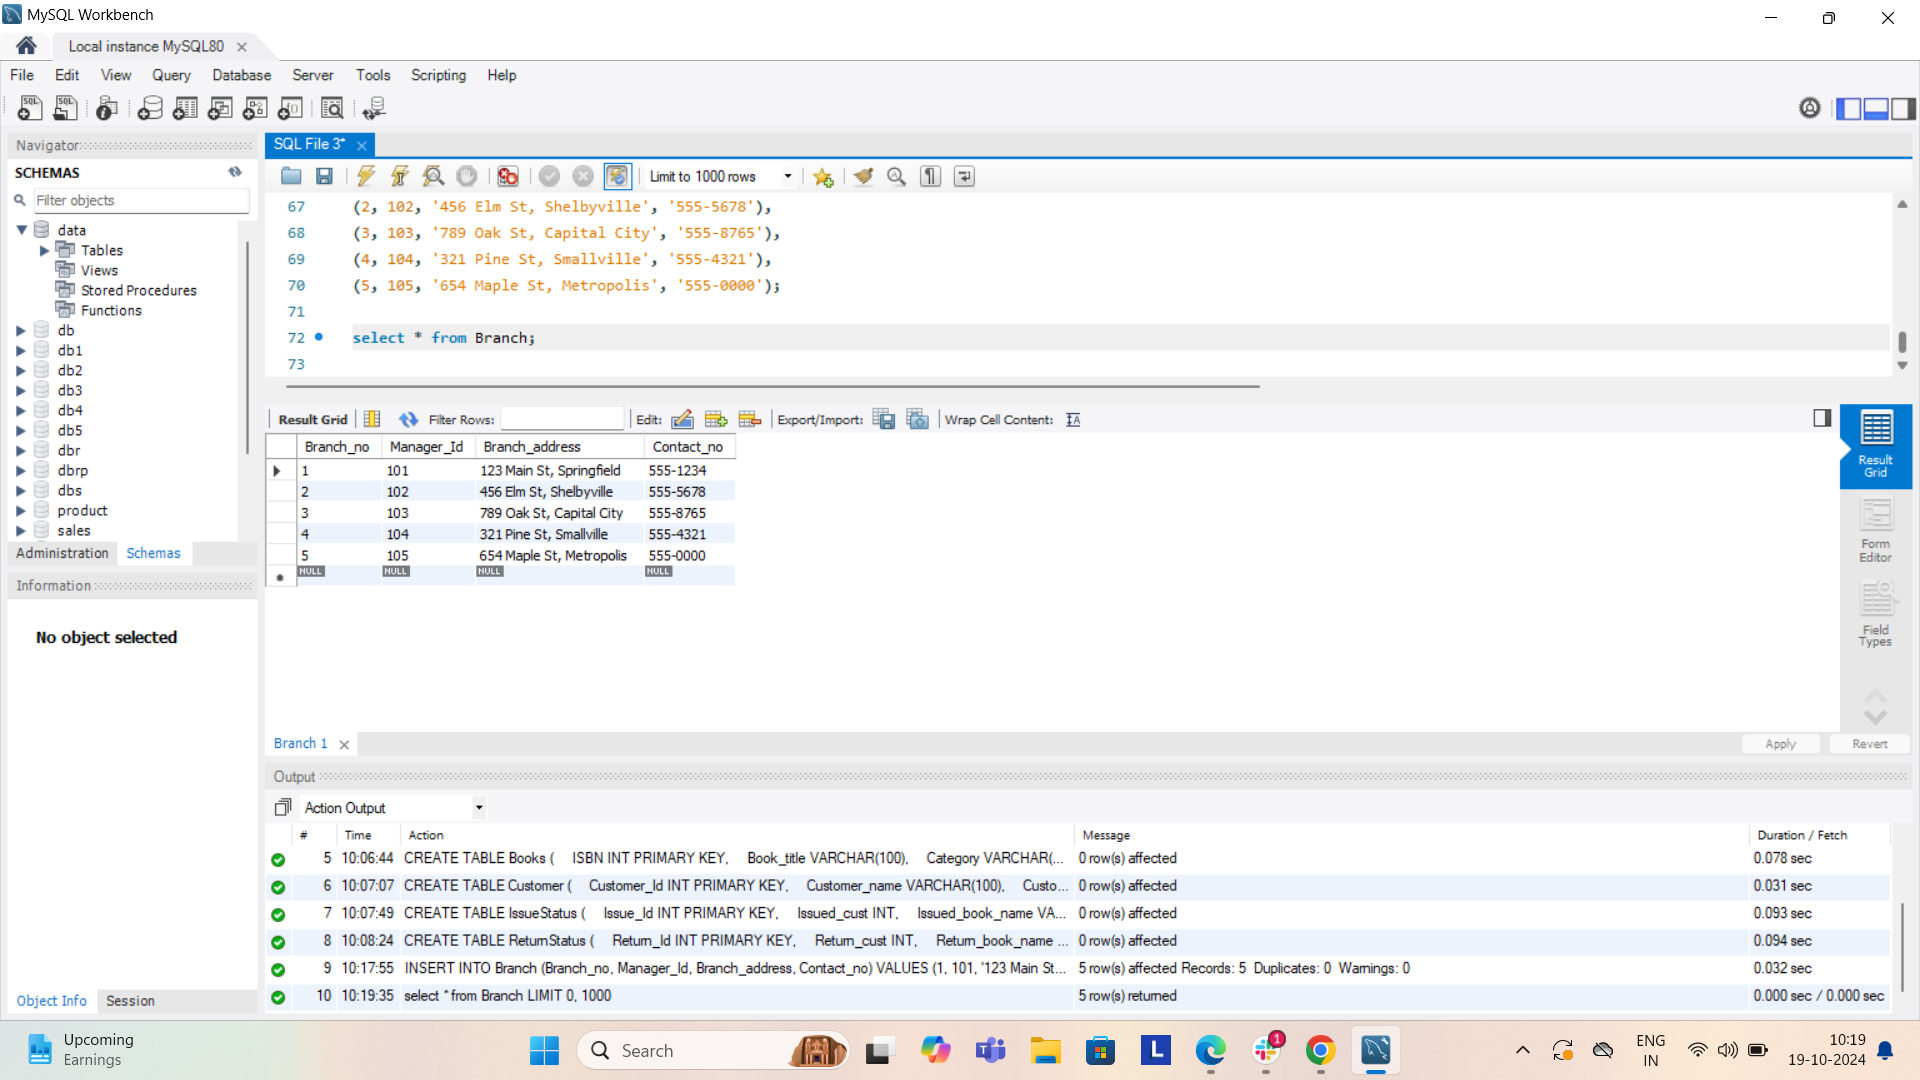 MySQL Workbench
Local instance MySQL80
File Edit View Query Database Server Tools Scripting Help
Navigator
SQL File 3*
SCHEMAS
Limit to 1000 rows
Filter objects
data
Tables
Views
Stored Procedures
Functions
db
db1
db2
db3
db4
db5
dbr
dbrp
dbs
product
sales
Administration Schemas
Information
No object selected
Object Info Session
67 (2, 102, '456 Elm St, Shelbyville', '555-5678'),
68 (3, 103, '789 Oak St, Capital City', '555-8765'),
69 (4, 104, '321 Pine St, Smallville', '555-4321'),
70 (5, 105, '654 Maple St, Metropolis', '555-0000');
71
72 select * from Branch;
73
Result Grid Filter Rows: Edit: Export/Import: Wrap Cell Content:
Branch_no Manager_Id Branch_address Contact_no
1 101 123 Main St, Springfield 555-1234
2 102 456 Elm St, Shelbyville 555-5678
3 103 789 Oak St, Capital City 555-8765
4 104 321 Pine St, Smallville 555-4321
5 105 654 Maple St, Metropolis 555-0000
NULL NULL NULL NULL
Result
Grid
Form
Editor
Field
Types
Branch 1
Apply Revert
Output
Action Output
# Time Action Message Duration / Fetch
5 10:06:44 CREATE TABLE Books ( ISBN INT PRIMARY KEY, Book_title VARCHAR(100), Category VARCHAR(... 0 row(s) affected 0.078 sec
6 10:07:07 CREATE TABLE Customer ( Customer_Id INT PRIMARY KEY, Customer_name VARCHAR(100), Custo... 0 row(s) affected 0.031 sec
7 10:07:49 CREATE TABLE IssueStatus ( Issue_Id INT PRIMARY KEY, Issued_cust INT, Issued_book_name VA... 0 row(s) affected 0.093 sec
8 10:08:24 CREATE TABLE ReturnStatus ( Return_Id INT PRIMARY KEY, Return_cust INT, Return_book_name ... 0 row(s) affected 0.094 sec
9 10:17:55 INSERT INTO Branch (Branch_no, Manager_Id, Branch_address, Contact_no) VALUES (1, 101, '123 Main St... 5 row(s) affected Records: 5 Duplicates: 0 Warnings: 0 0.032 sec
10 10:19:35 select * from Branch LIMIT 0, 1000 5 row(s) returned 0.000 sec / 0.000 sec
Upcoming
Earnings
Search
1
ENG
IN
10:19
19-10-2024